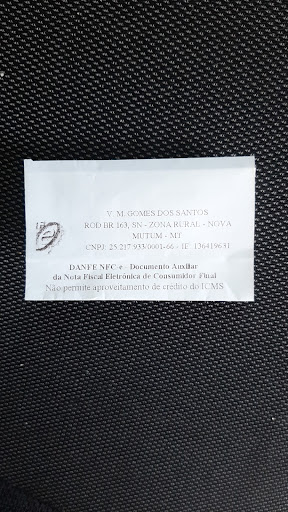 V. M. GOMES DOS SANTOS
ROD BR 163, SN - ZONA RURAL - NOVA
MUTUM - MT
CNPJ: 25.217.933/0001-66 - IE: 136419681
DANFE NFC-e - Documento Auxiliar
da Nota Fiscal Eletrônica de Consumidor Final
Não permite aproveitamento de crédito do ICMS